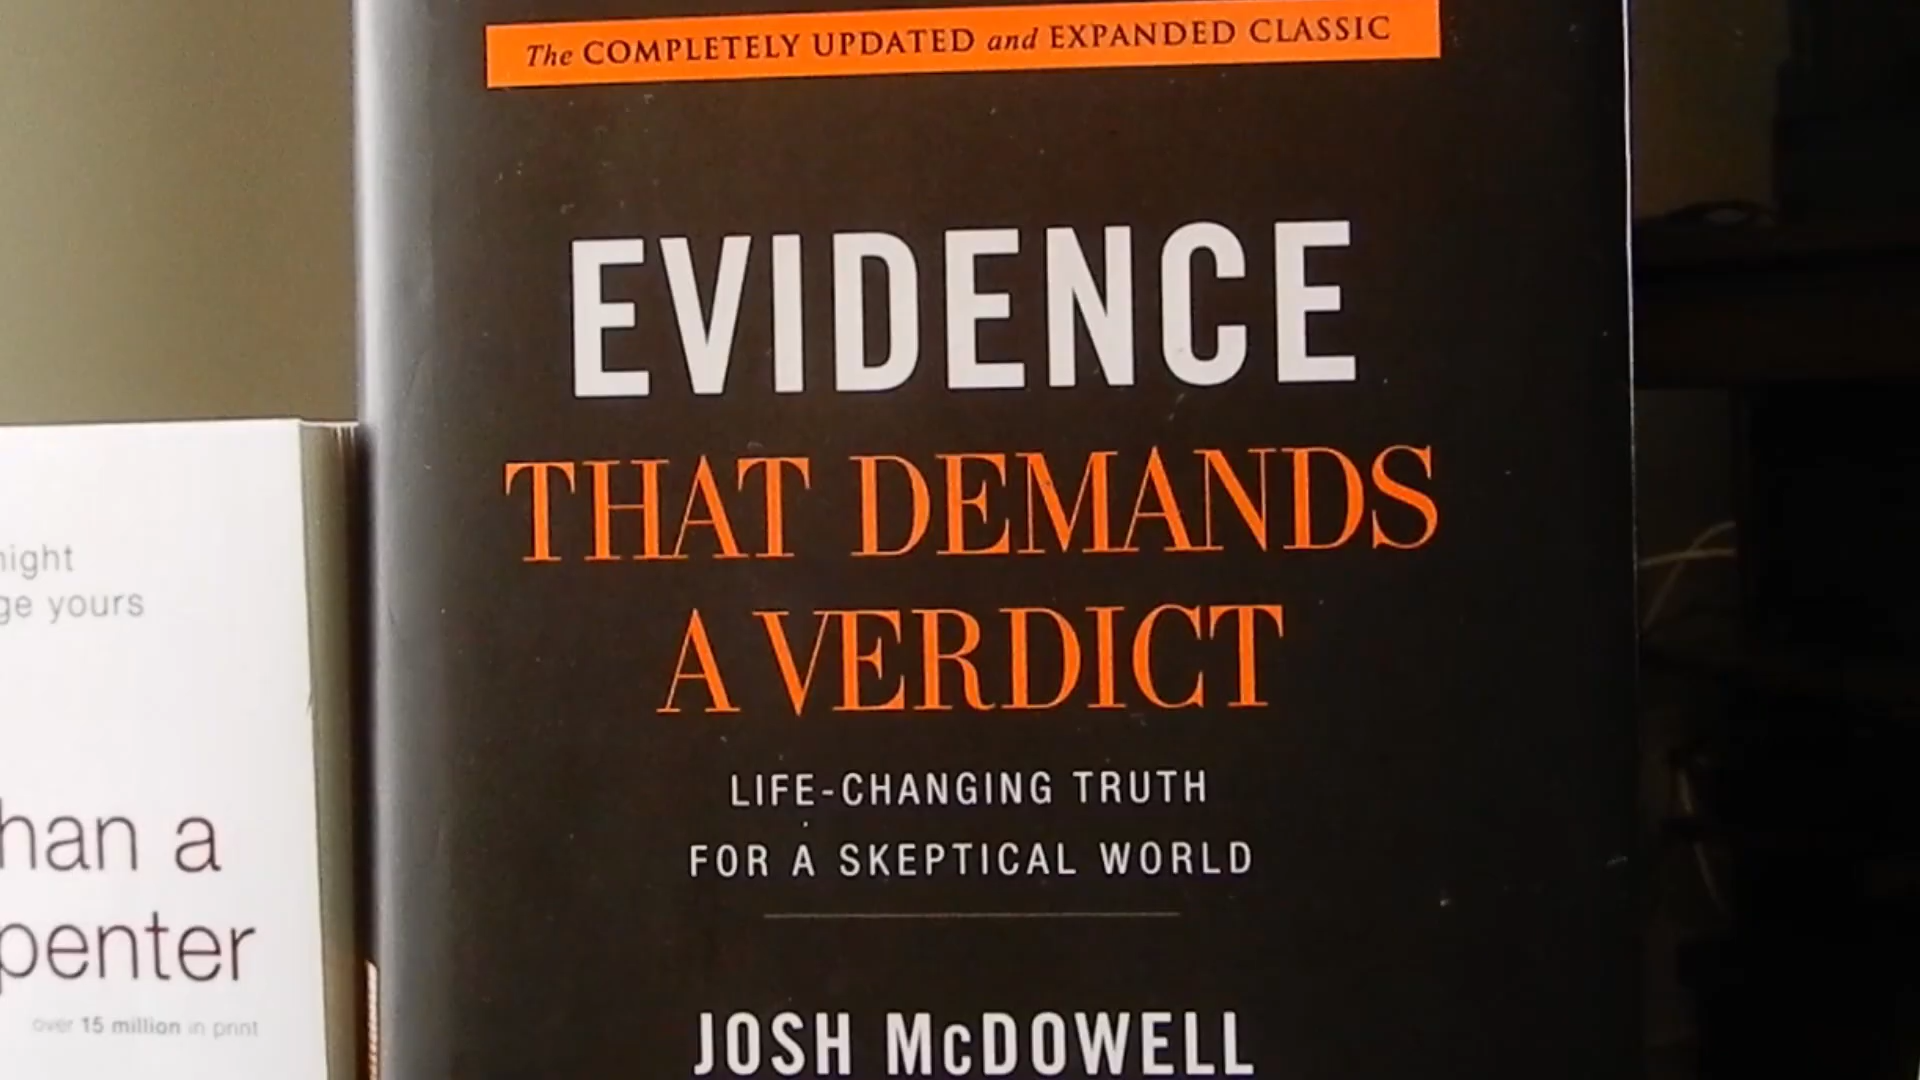 The COMPLETELY UPDATED and EXPANDED CLASSIC
EVIDENCE
THAT DEMANDS
A VERDICT
LIFE-CHANGING TRUTH
FOR A SKEPTICAL WORLD
JOSH McDOWELL
ight
ge yours
han a
penter
over 15 million in print